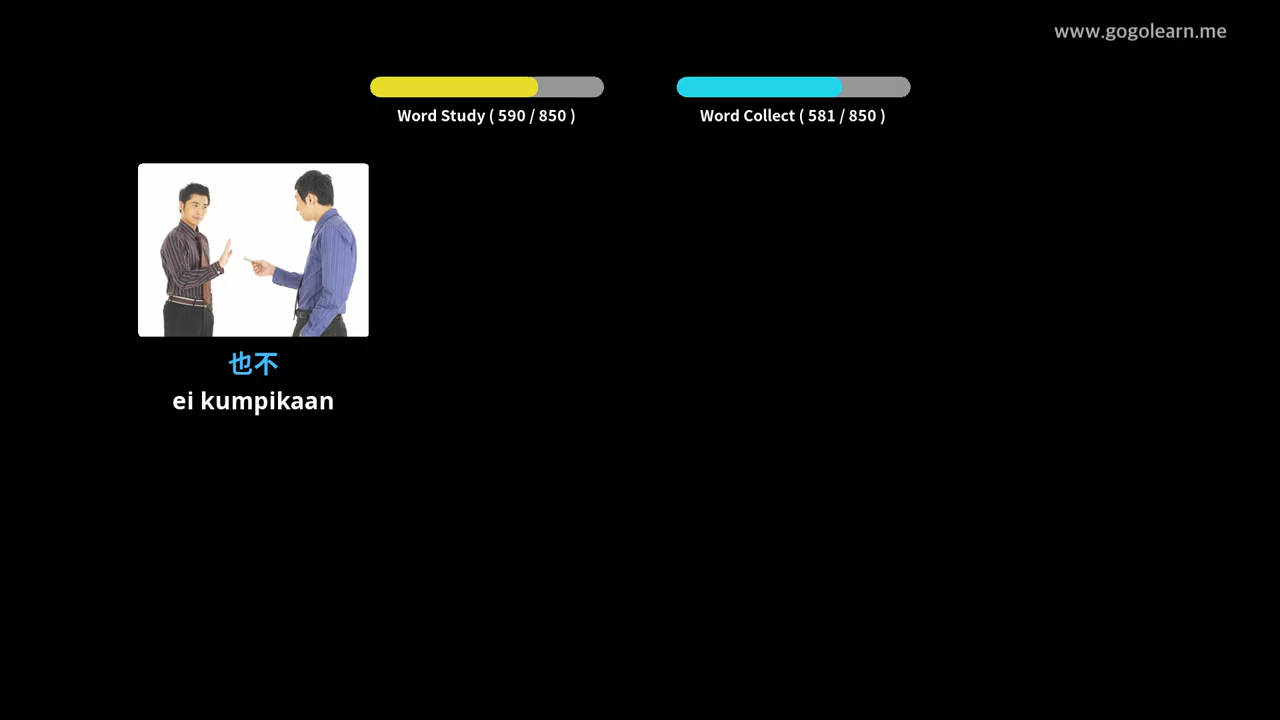 www.gogolearn.me
Word Study ( 590 / 850 )
Word Collect ( 581 / 850 )
也不
ei kumpikaan